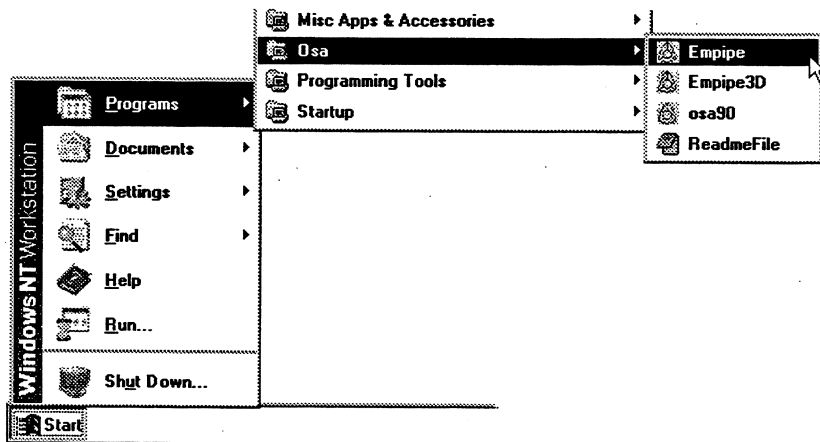 Misc Apps & Accessories
Osa
Programming Tools
Startup
Empipe
Empipe3D
osa90
ReadmeFile
Windows NT Workstation
Programs
Documents
Settings
Find
Help
Run...
Shut Down...
Start